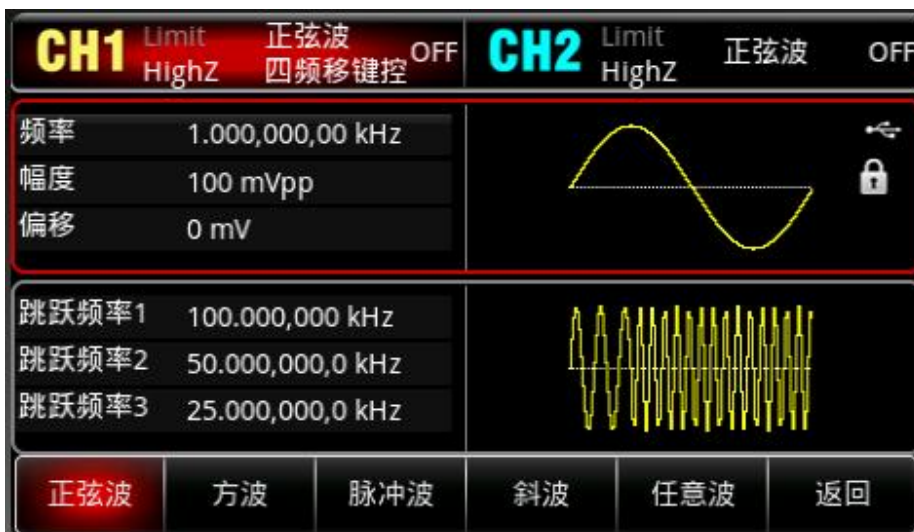 CH1 Limit 正弦波 OFF CH2 Limit 正弦波 OFF
HighZ 四频移键控 HighZ
频率 1.000,000,00 kHz
幅度 100 mVpp
偏移 0 mV
跳跃频率1 100.000,000 kHz
跳跃频率2 50.000,000,0 kHz
跳跃频率3 25.000,000,0 kHz
正弦波 方波 脉冲波 斜波 任意波 返回